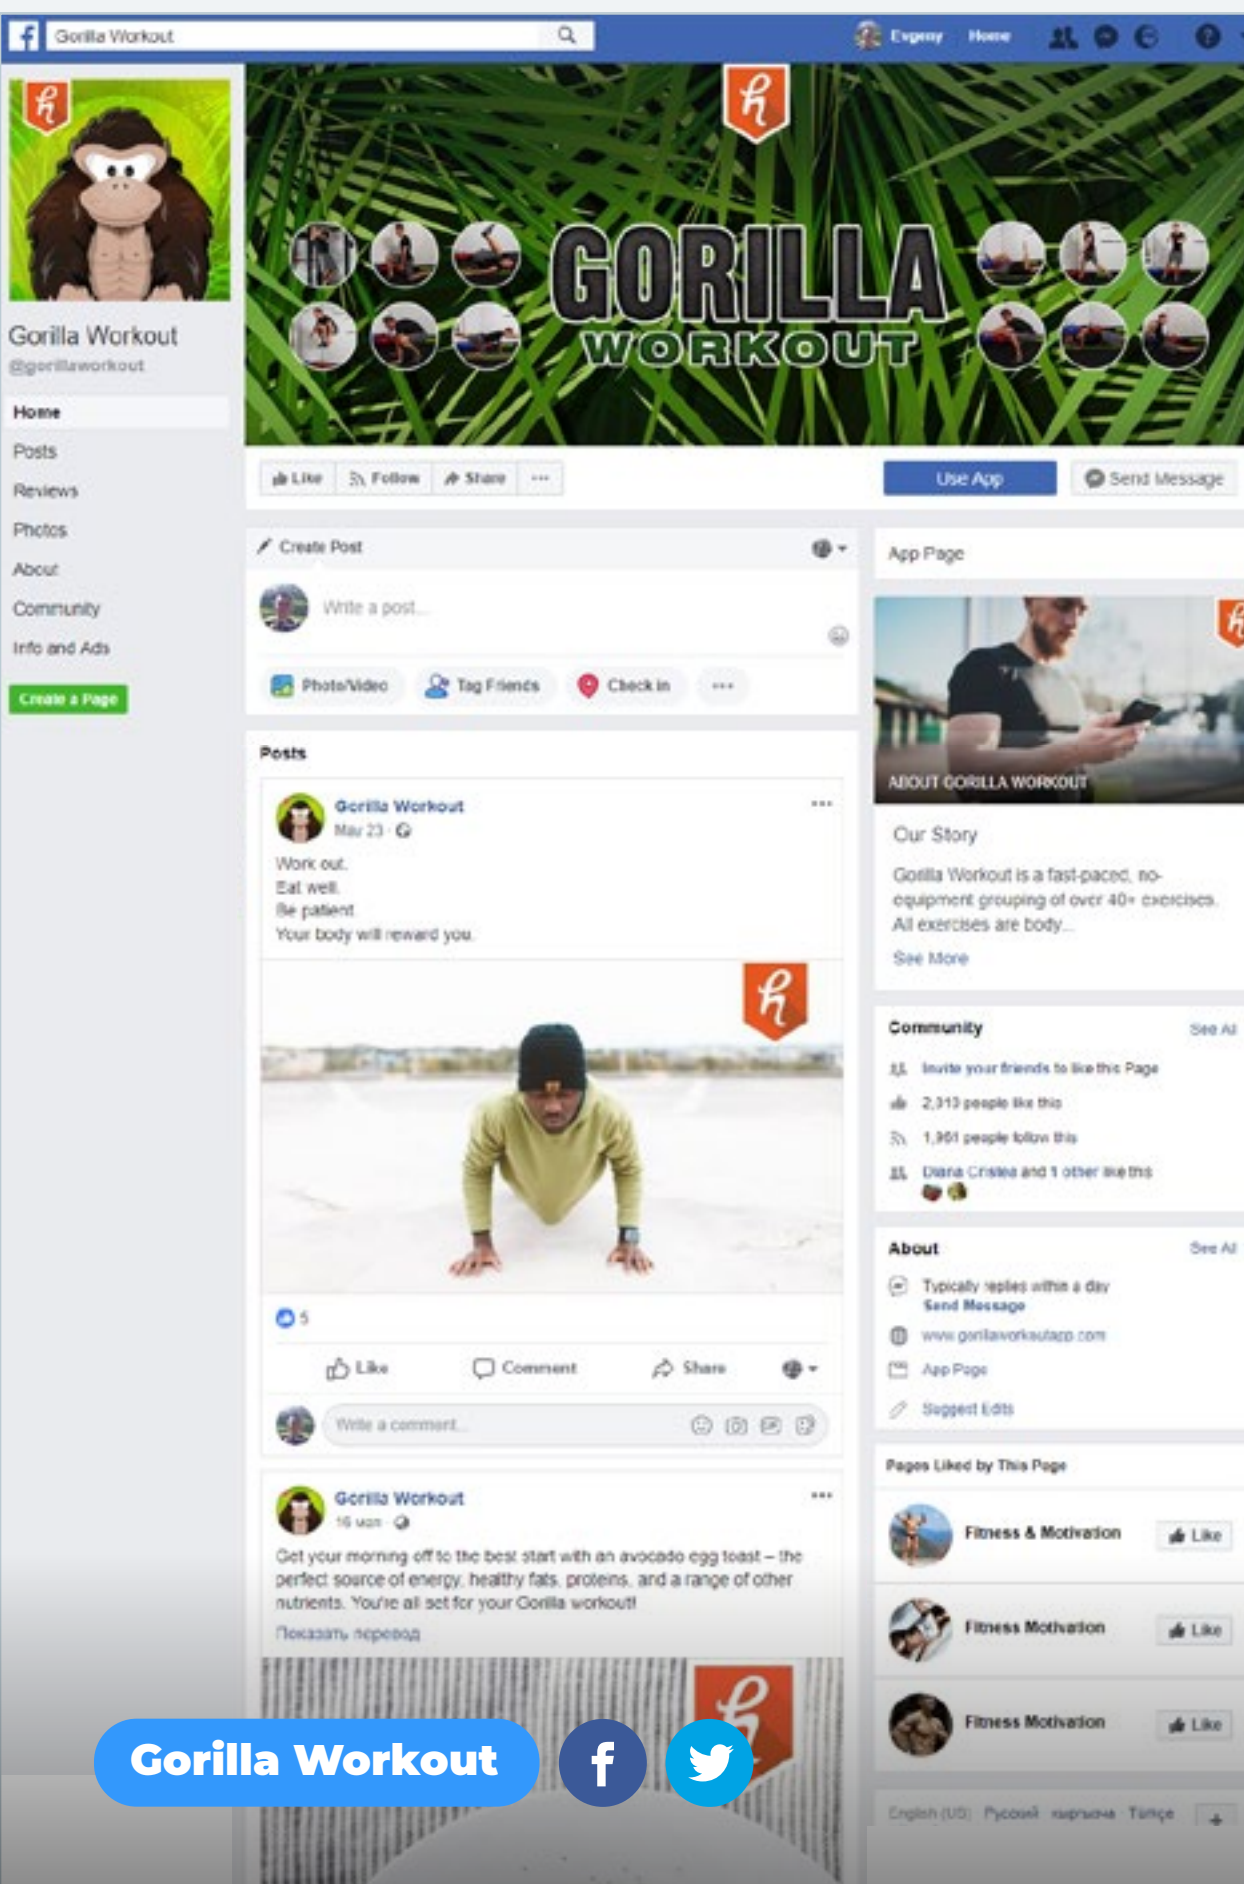 Gorilla Workout
Evgeny Home
GORILLA
WORKOUT
Gorilla Workout
@gorillaworkout
Home
Posts
Reviews
Photos
About
Community
Info and Ads
Create a Page
Like Follow Share
Use App
Send Message
Create Post
Write a post...
Photo/Video Tag Friends Check in
Posts
Gorilla Workout
May 23
Work out.
Eat well.
Be patient
Your body will reward you.
5
Like Comment Share
Write a comment...
Gorilla Workout
16 мая
Get your morning off to the best start with an avocado egg toast – the
perfect source of energy, healthy fats, proteins, and a range of other
nutrients. You're all set for your Gorilla workout!
Показать перевод
App Page
ABOUT GORILLA WORKOUT
Our Story
Gorilla Workout is a fast-paced, no-
equipment grouping of over 40+ exercises.
All exercises are body...
See More
Community See All
Invite your friends to like this Page
2,013 people like this
1,961 people follow this
Diana Cristea and 1 other like this
About See All
Typically replies within a day
Send Message
www.gorillaworkoutapp.com
App Page
Suggest Edits
Pages Liked by This Page
Fitness & Motivation Like
Fitness Motivation Like
Fitness Motivation Like
English (US) Русский кыргызча Türkçe
Gorilla Workout